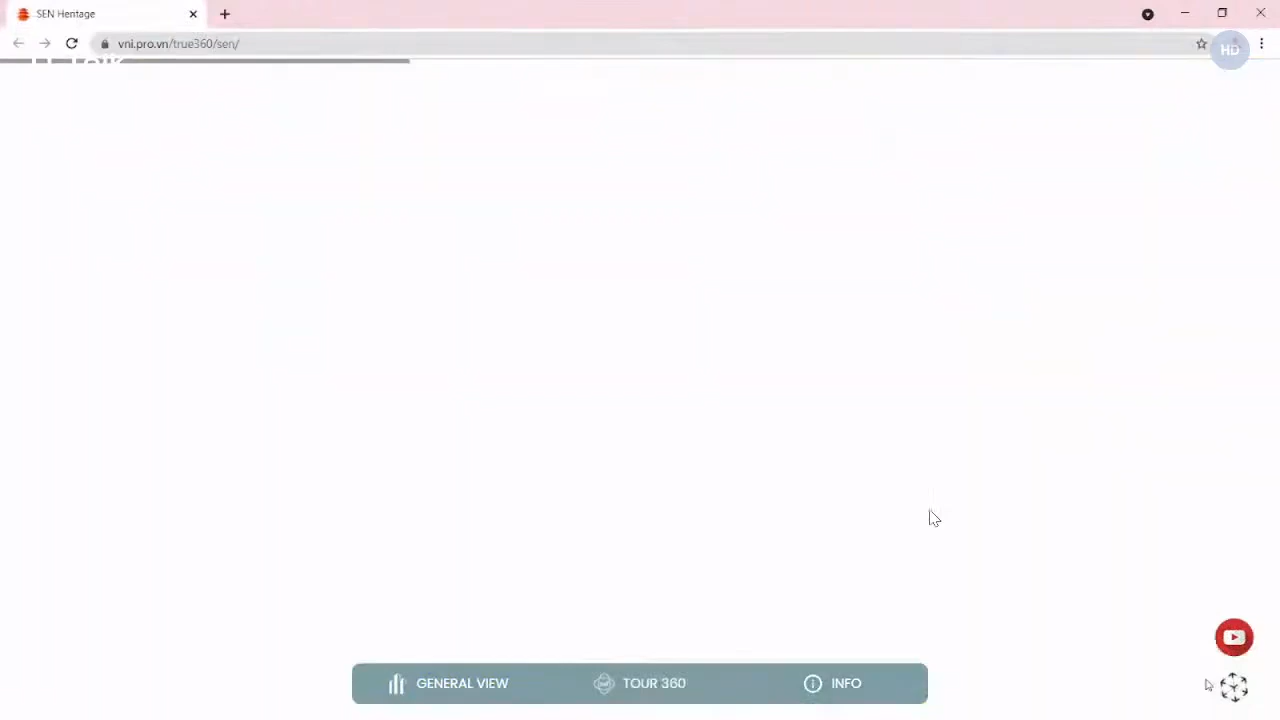 SEN Heritage
vni.pro.vn/true360/sen/
HD
GENERAL VIEW
TOUR 360
INFO